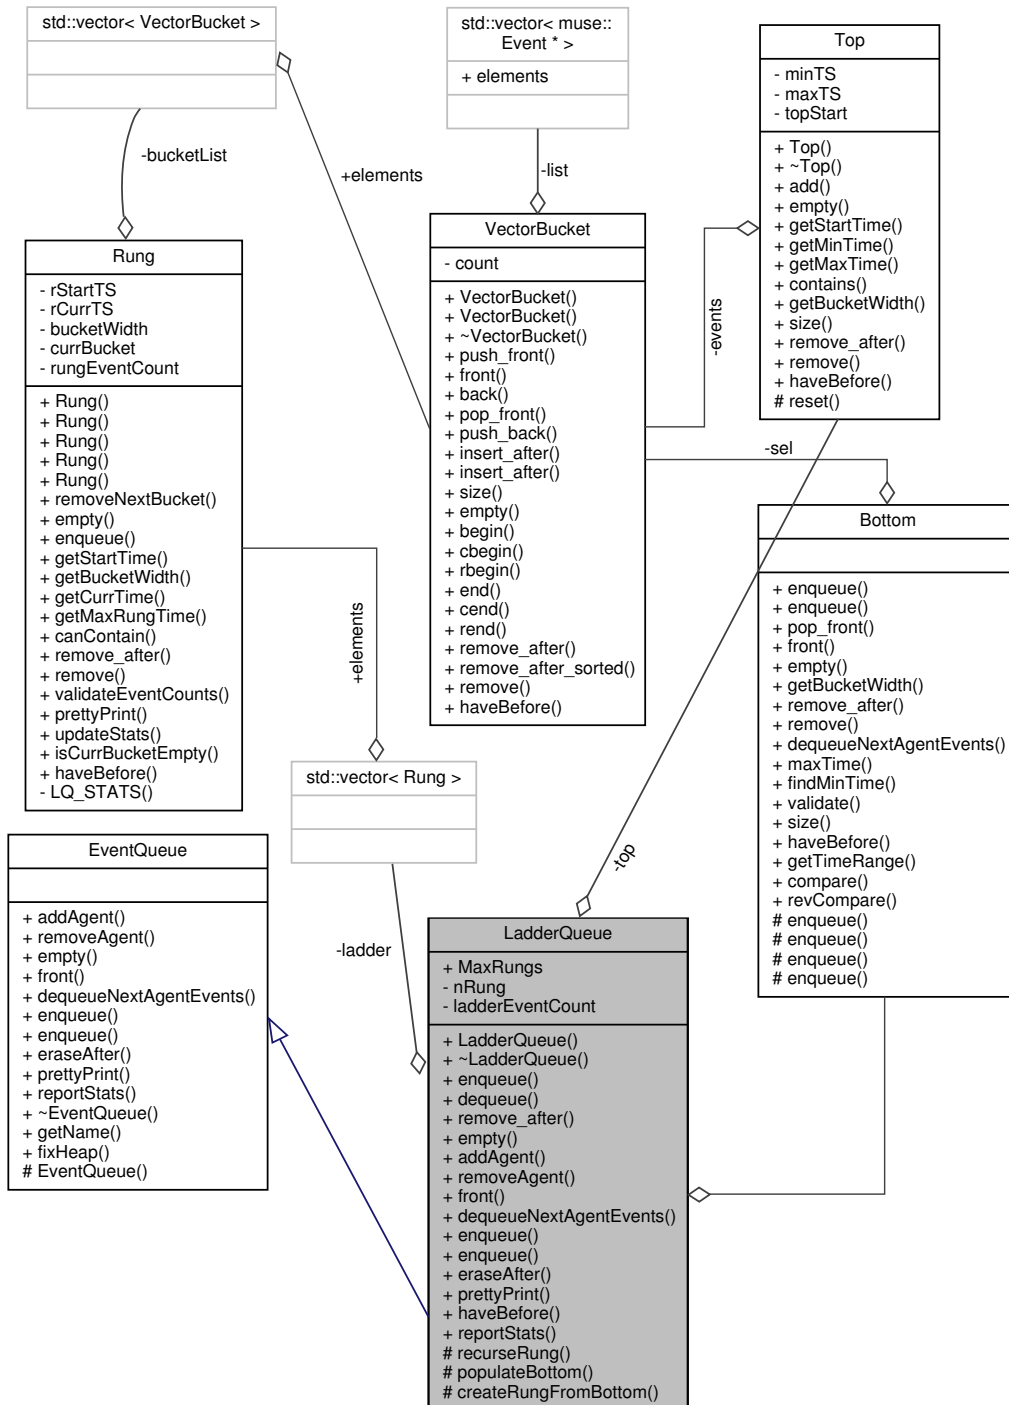 std::vector< VectorBucket >
std::vector< muse::
Event * >
+ elements
Top
- minTS
- maxTS
- topStart
+ Top()
+ ~Top()
+ add()
+ empty()
+ getStartTime()
+ getMinTime()
+ getMaxTime()
+ contains()
+ getBucketWidth()
+ size()
+ remove_after()
+ remove()
+ haveBefore()
# reset()
-bucketList
+elements
-list
-events
-sel
Rung
- rStartTS
- rCurrTS
- bucketWidth
- currBucket
- rungEventCount
+ Rung()
+ Rung()
+ Rung()
+ Rung()
+ Rung()
+ removeNextBucket()
+ empty()
+ enqueue()
+ getStartTime()
+ getBucketWidth()
+ getCurrTime()
+ getMaxRungTime()
+ canContain()
+ remove_after()
+ remove()
+ validateEventCounts()
+ prettyPrint()
+ updateStats()
+ isCurrBucketEmpty()
+ haveBefore()
- LQ_STATS()
VectorBucket
- count
+ VectorBucket()
+ VectorBucket()
+ ~VectorBucket()
+ push_front()
+ front()
+ back()
+ pop_front()
+ push_back()
+ insert_after()
+ insert_after()
+ size()
+ empty()
+ begin()
+ cbegin()
+ rbegin()
+ end()
+ cend()
+ rend()
+ remove_after()
+ remove_after_sorted()
+ remove()
+ haveBefore()
Bottom
+ enqueue()
+ enqueue()
+ pop_front()
+ front()
+ empty()
+ getBucketWidth()
+ remove_after()
+ remove()
+ dequeueNextAgentEvents()
+ maxTime()
+ findMinTime()
+ validate()
+ size()
+ haveBefore()
+ getTimeRange()
+ compare()
+ revCompare()
# enqueue()
# enqueue()
# enqueue()
# enqueue()
+elements
std::vector< Rung >
-ladder
-top
EventQueue
+ addAgent()
+ removeAgent()
+ empty()
+ front()
+ dequeueNextAgentEvents()
+ enqueue()
+ enqueue()
+ eraseAfter()
+ prettyPrint()
+ reportStats()
+ ~EventQueue()
+ getName()
+ fixHeap()
# EventQueue()
LadderQueue
+ MaxRungs
- nRung
- ladderEventCount
+ LadderQueue()
+ ~LadderQueue()
+ enqueue()
+ dequeue()
+ remove_after()
+ empty()
+ addAgent()
+ removeAgent()
+ front()
+ dequeueNextAgentEvents()
+ enqueue()
+ enqueue()
+ eraseAfter()
+ prettyPrint()
+ haveBefore()
+ reportStats()
# recurseRung()
# populateBottom()
# createRungFromBottom()